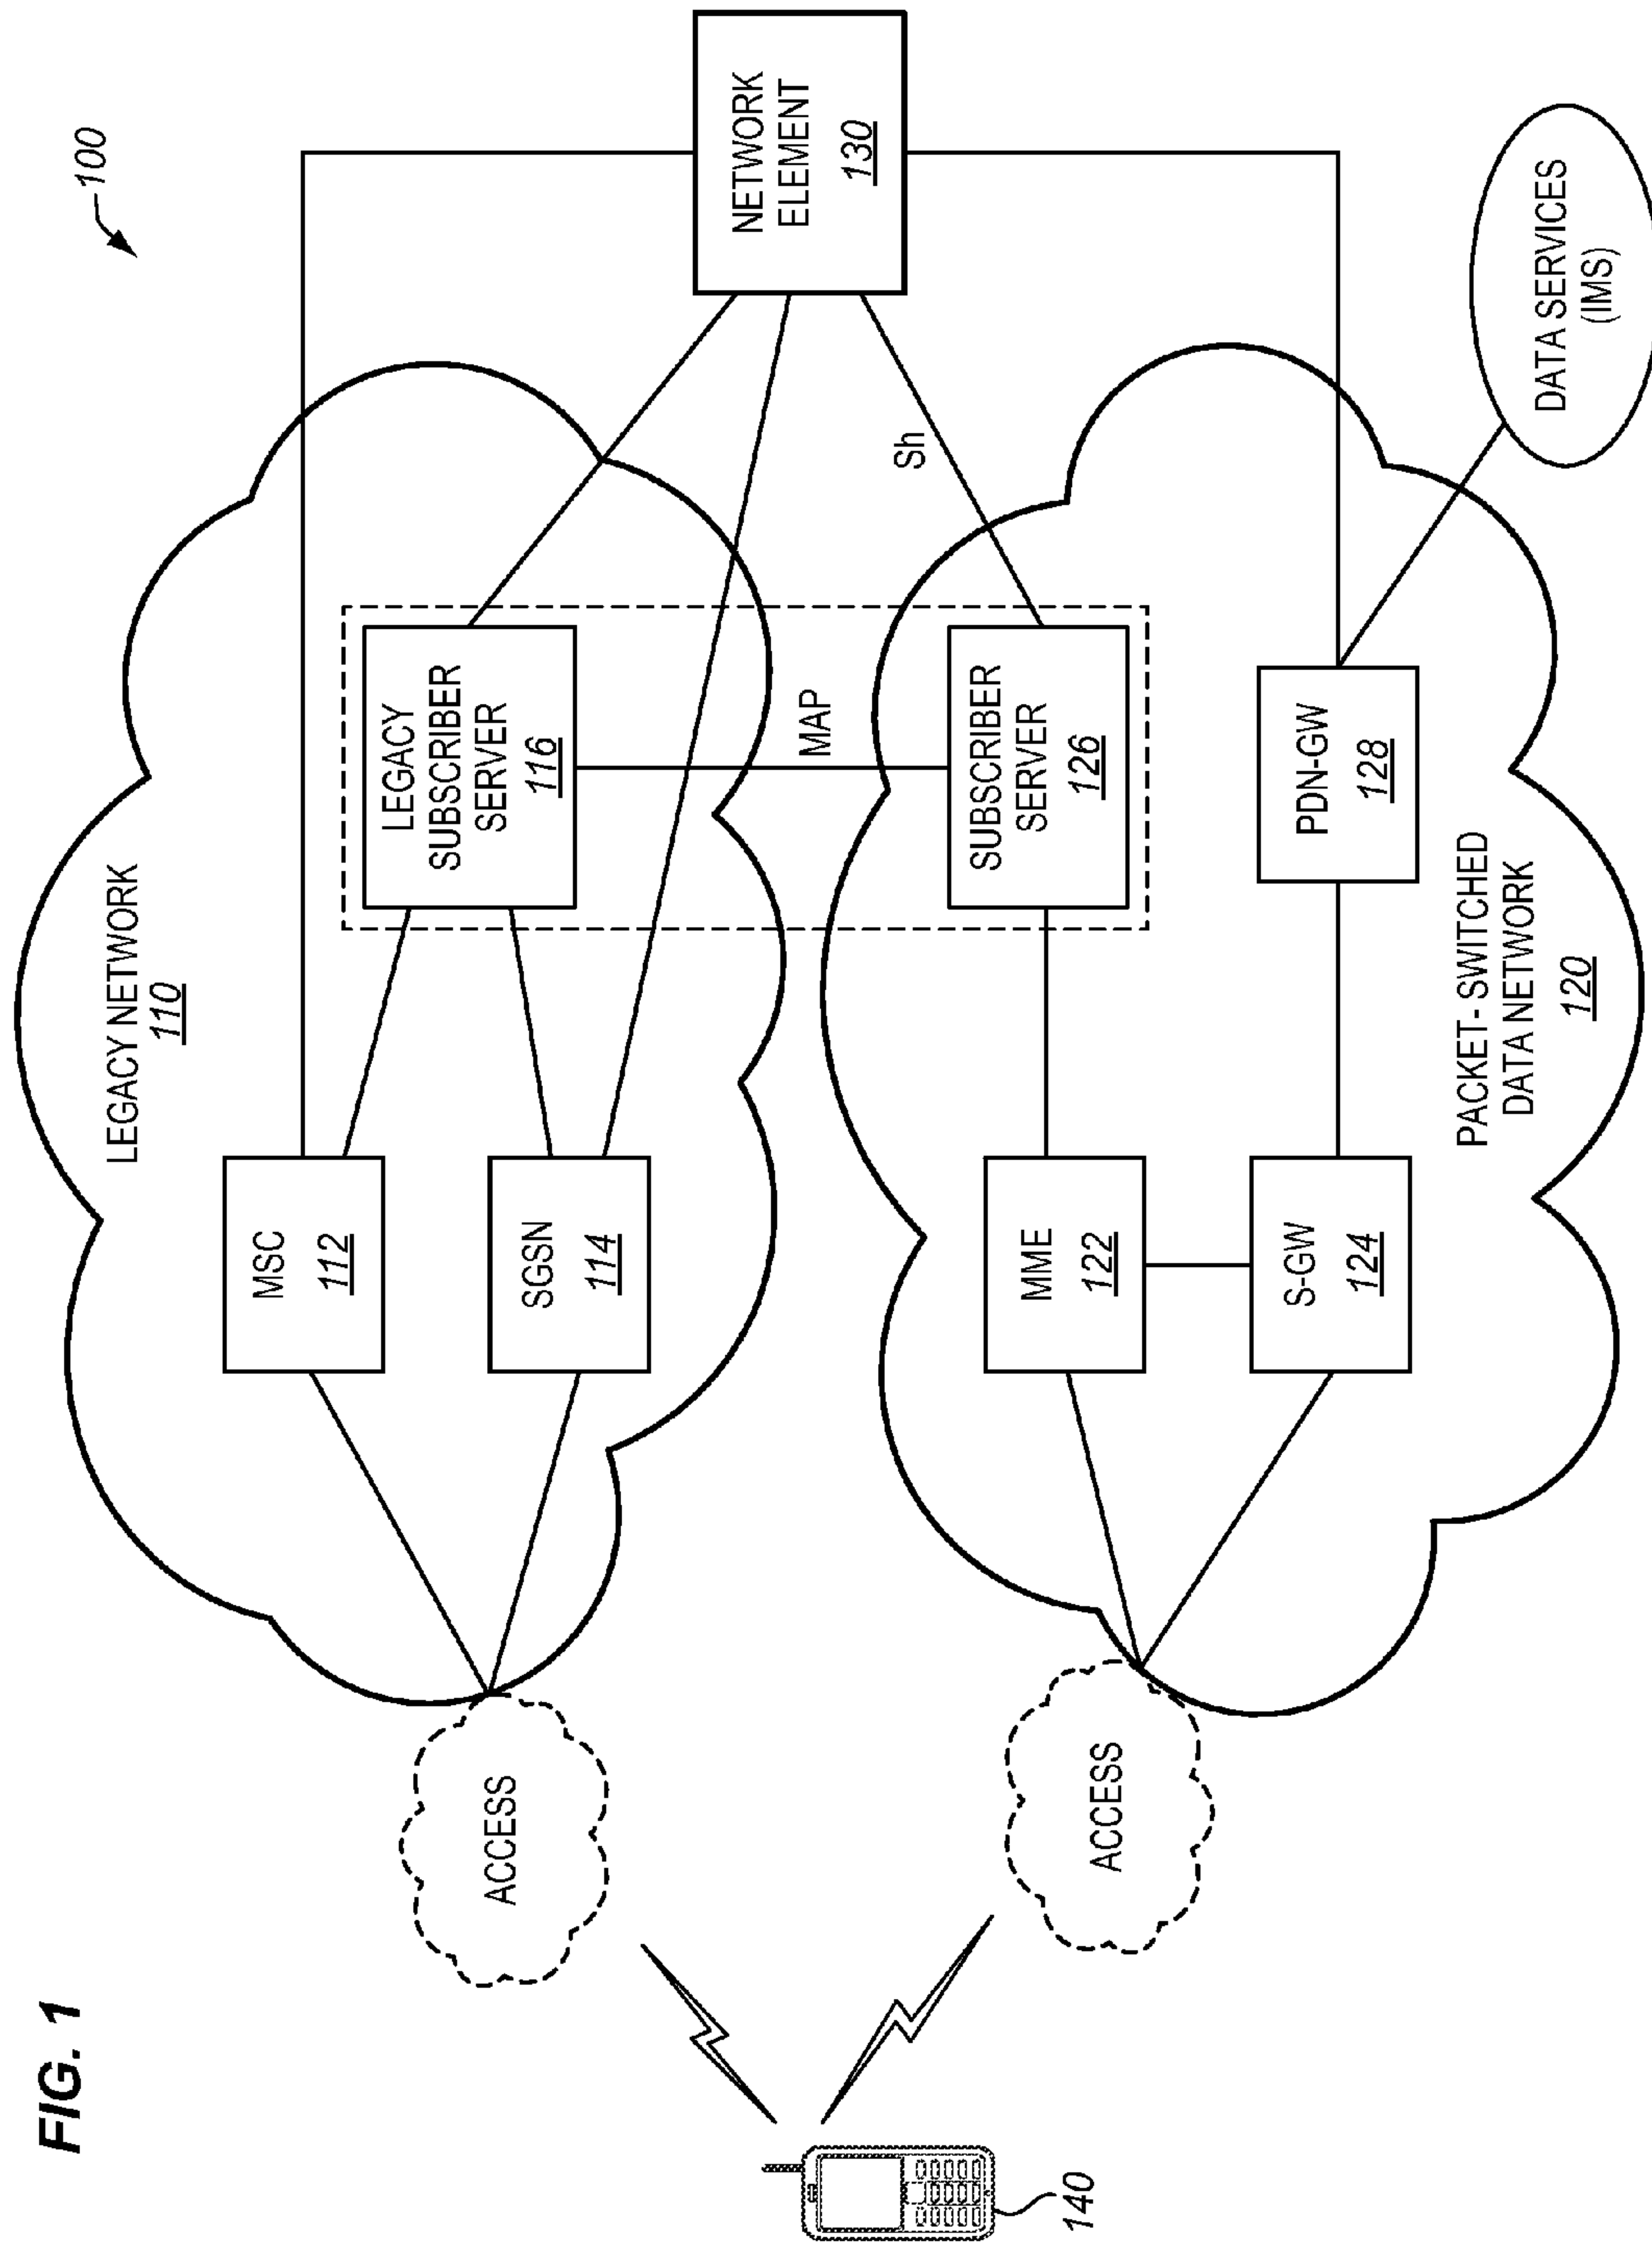 FIG. 1
100
LEGACY NETWORK
110
MSC
112
SGSN
114
LEGACY
SUBSCRIBER
SERVER
116
NETWORK
ELEMENT
130
ACCESS
MAP
Sh
140
ACCESS
MME
122
S-GW
124
SUBSCRIBER
SERVER
126
PDN-GW
128
PACKET- SWITCHED
DATA NETWORK
120
DATA SERVICES
(IMS)